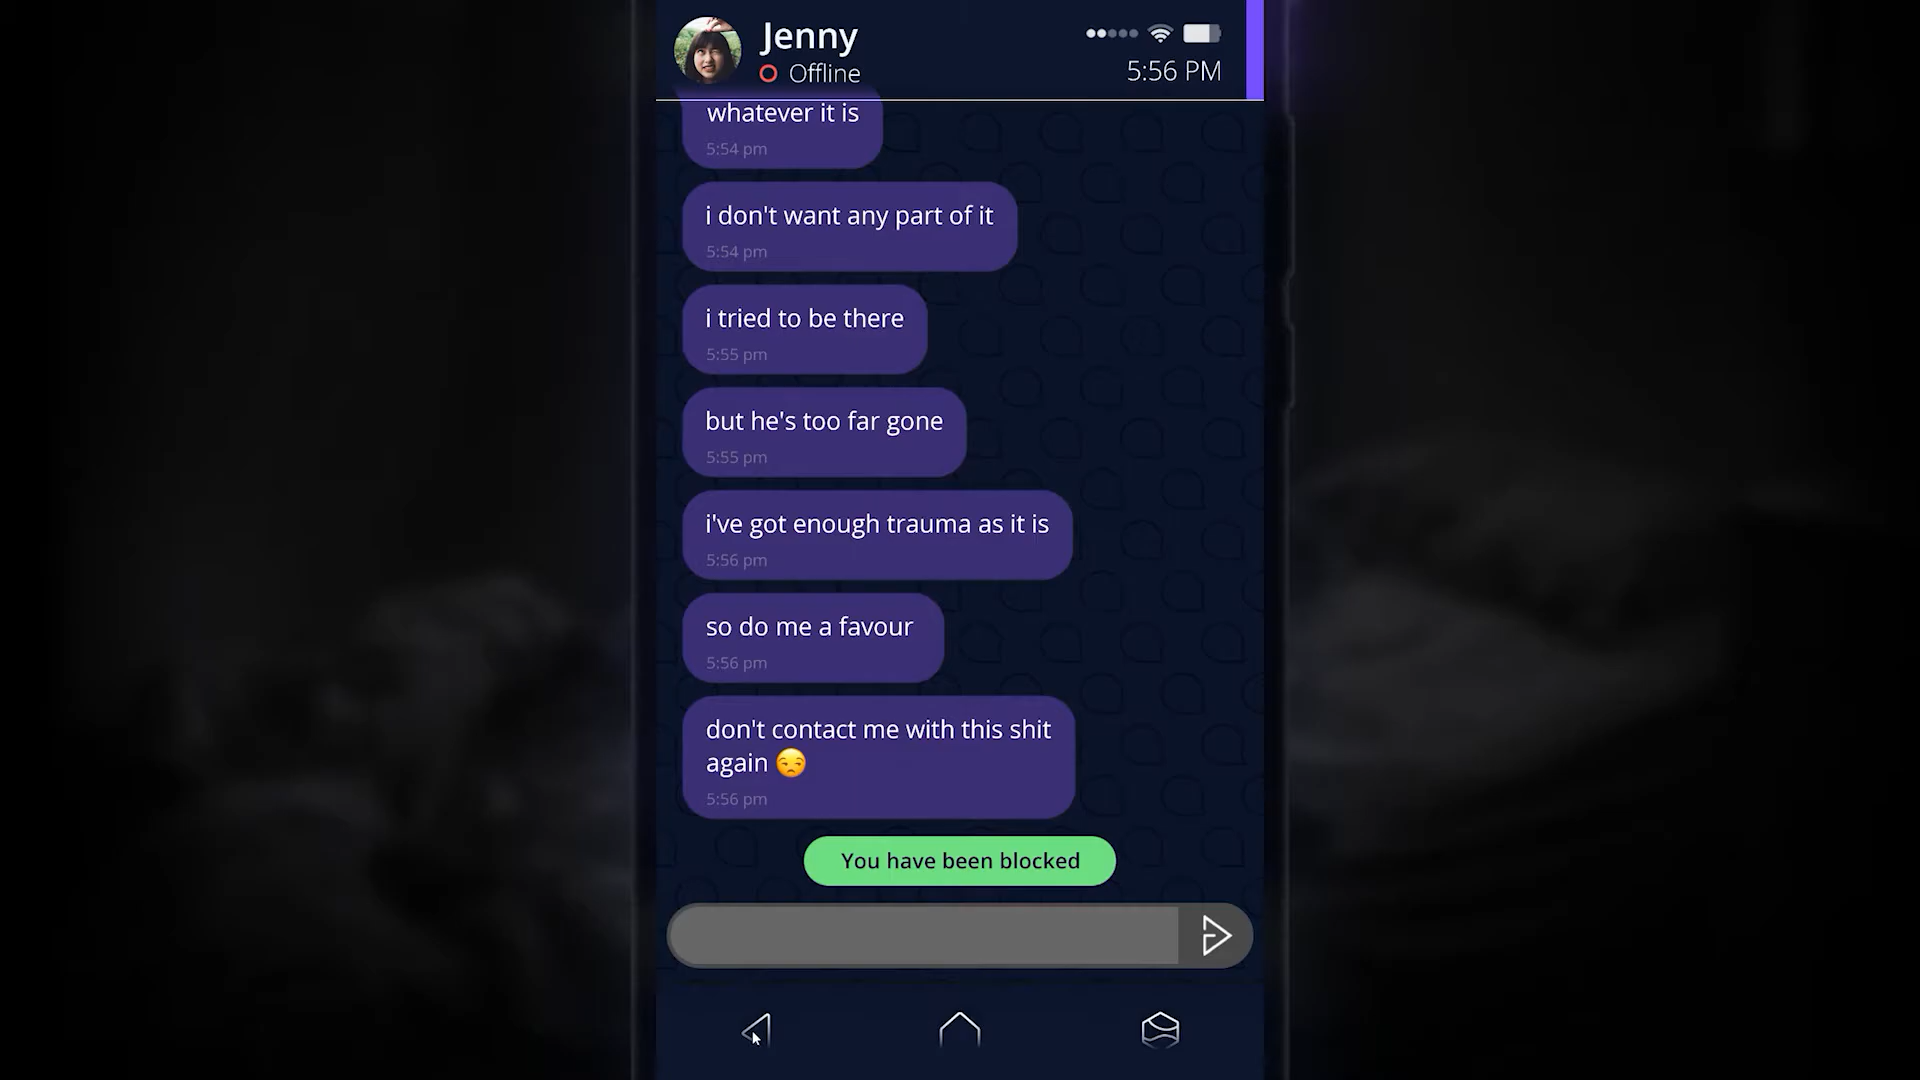 Jenny
Offline
5:56 PM
whatever it is
5:54 pm
i don't want any part of it
5:54 pm
i tried to be there
5:55 pm
but he's too far gone
5:55 pm
i've got enough trauma as it is
5:56 pm
so do me a favour
5:56 pm
don't contact me with this shit
again 😒
5:56 pm
You have been blocked